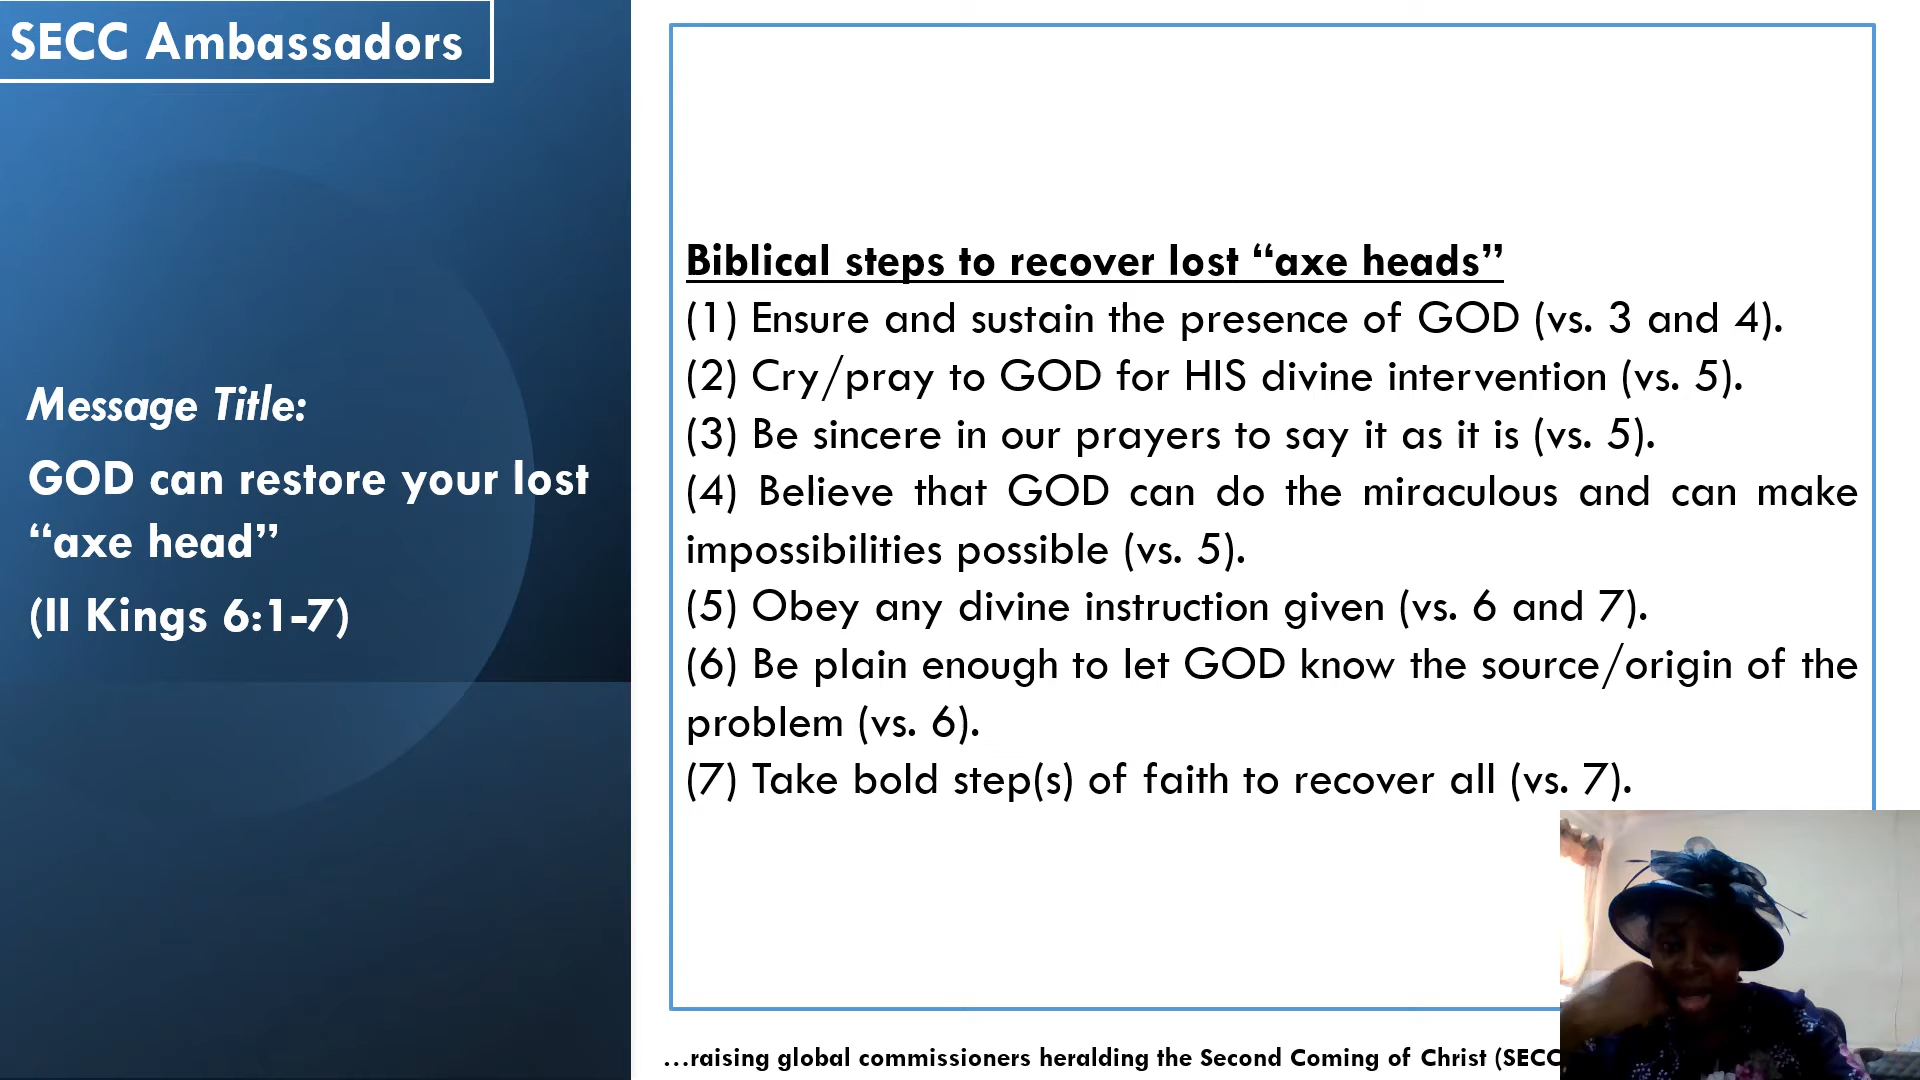 SECC Ambassadors
Message Title:
GOD can restore your lost
“axe head”
(II Kings 6:1-7)
Biblical steps to recover lost “axe heads”
(1) Ensure and sustain the presence of GOD (vs. 3 and 4).
(2) Cry/pray to GOD for HIS divine intervention (vs. 5).
(3) Be sincere in our prayers to say it as it is (vs. 5).
(4) Believe that GOD can do the miraculous and can make
impossibilities possible (vs. 5).
(5) Obey any divine instruction given (vs. 6 and 7).
(6) Be plain enough to let GOD know the source/origin of the
problem (vs. 6).
(7) Take bold step(s) of faith to recover all (vs. 7).
...raising global commissioners heralding the Second Coming of Christ (SECC